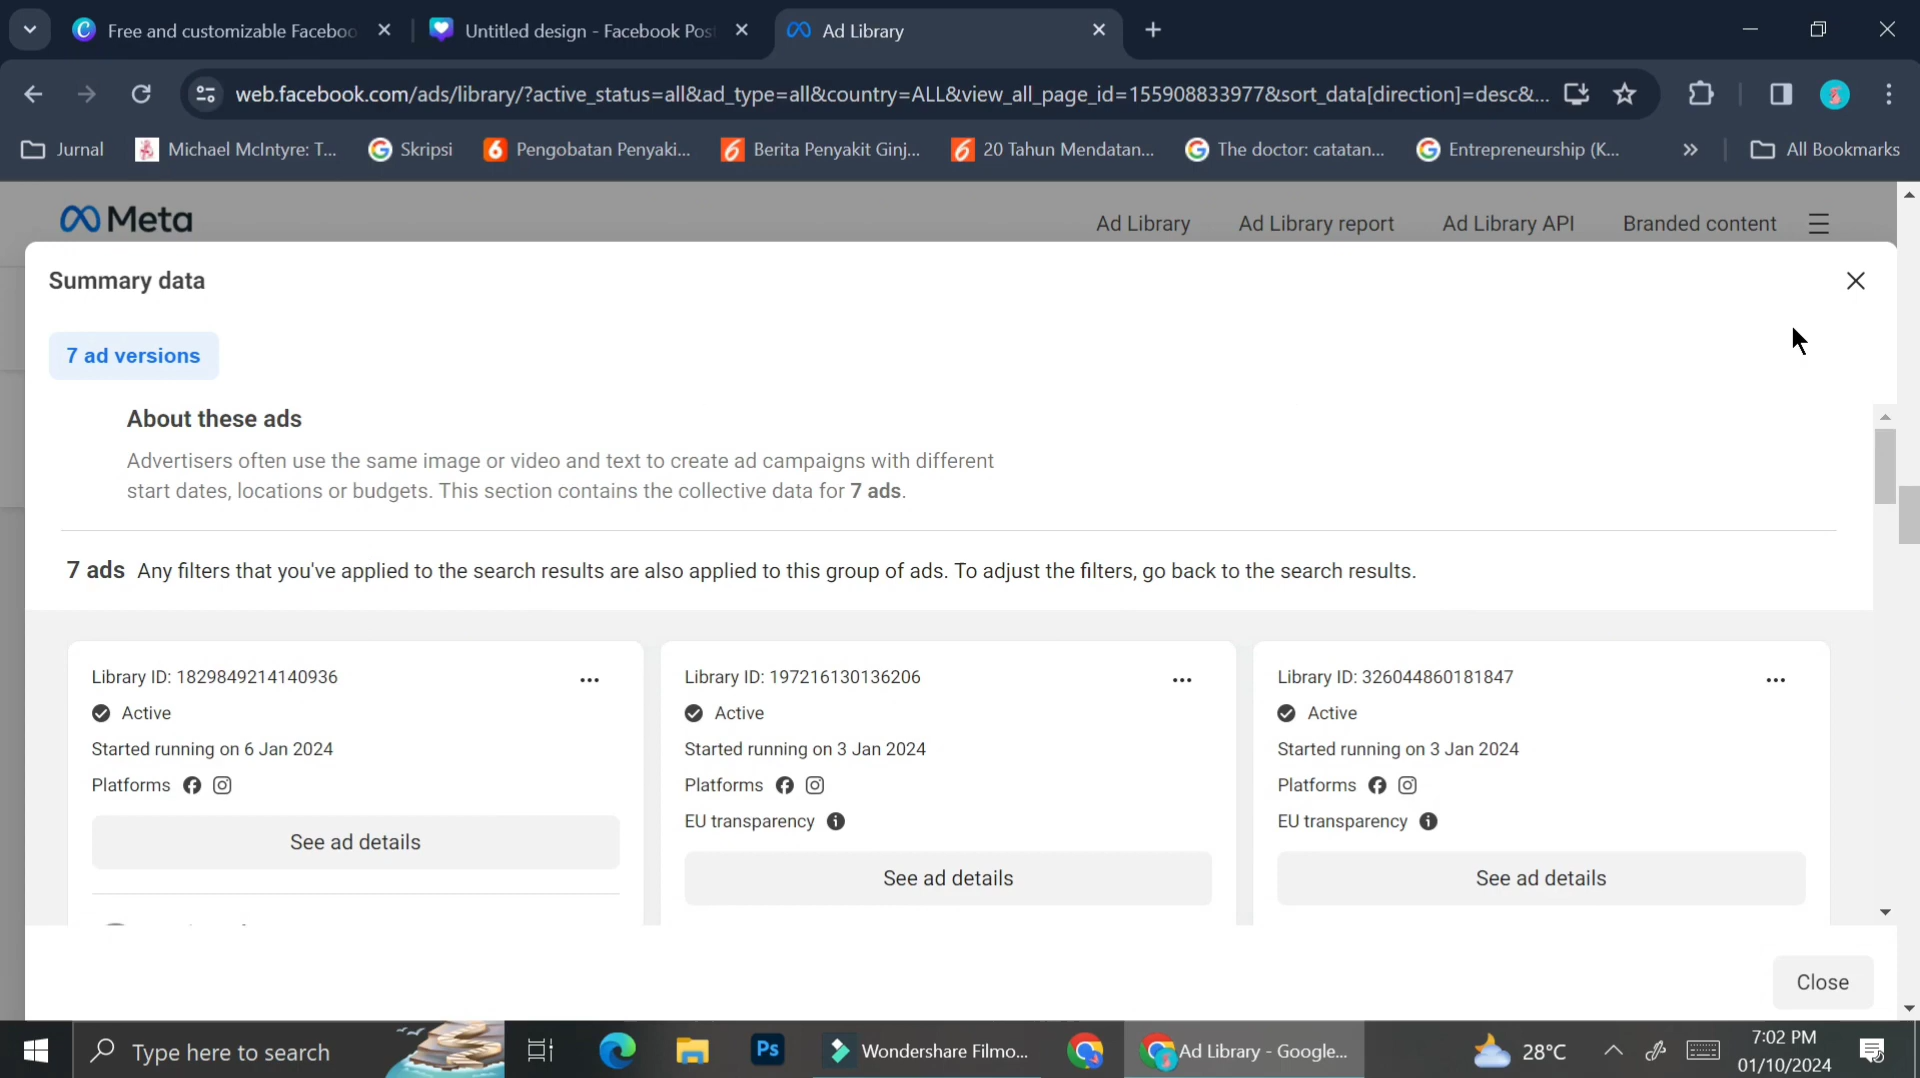 Free and customizable Faceboo
Untitled design - Facebook Pos
Ad Library
web.facebook.com/ads/library/?active_status=all&ad_type=all&country=ALL&view_all_page_id=155908833977&sort_data[direction]=desc&...
Jurnal
Michael McIntyre: T...
Skripsi
Pengobatan Penyaki...
Berita Penyakit Ginj...
20 Tahun Mendatan...
The doctor: catatan...
Entrepreneurship (K...
All Bookmarks
Meta
Ad Library
Ad Library report
Ad Library API
Branded content
Summary data
7 ad versions
About these ads
Advertisers often use the same image or video and text to create ad campaigns with different
start dates, locations or budgets. This section contains the collective data for 7 ads.
7 ads Any filters that you've applied to the search results are also applied to this group of ads. To adjust the filters, go back to the search results.
Library ID: 1829849214140936
Active
Started running on 6 Jan 2024
Platforms
See ad details
Library ID: 197216130136206
Active
Started running on 3 Jan 2024
Platforms
EU transparency
See ad details
Library ID: 326044860181847
Active
Started running on 3 Jan 2024
Platforms
EU transparency
See ad details
Close
Type here to search
Ps
Wondershare Filmo...
Ad Library - Google...
28°C
7:02 PM
01/10/2024